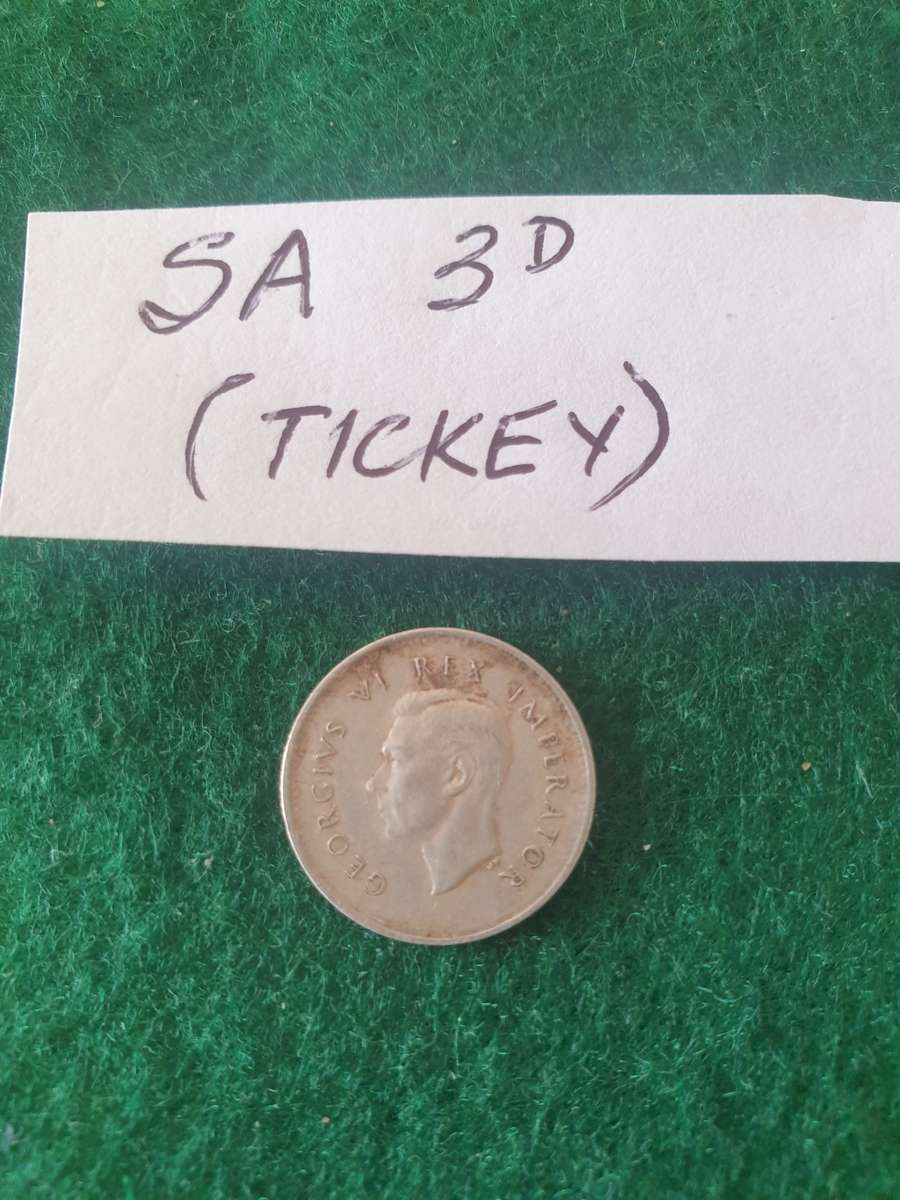 SA 3D
(TICKEY)
GEORGIVS VI REX IMPERATOR